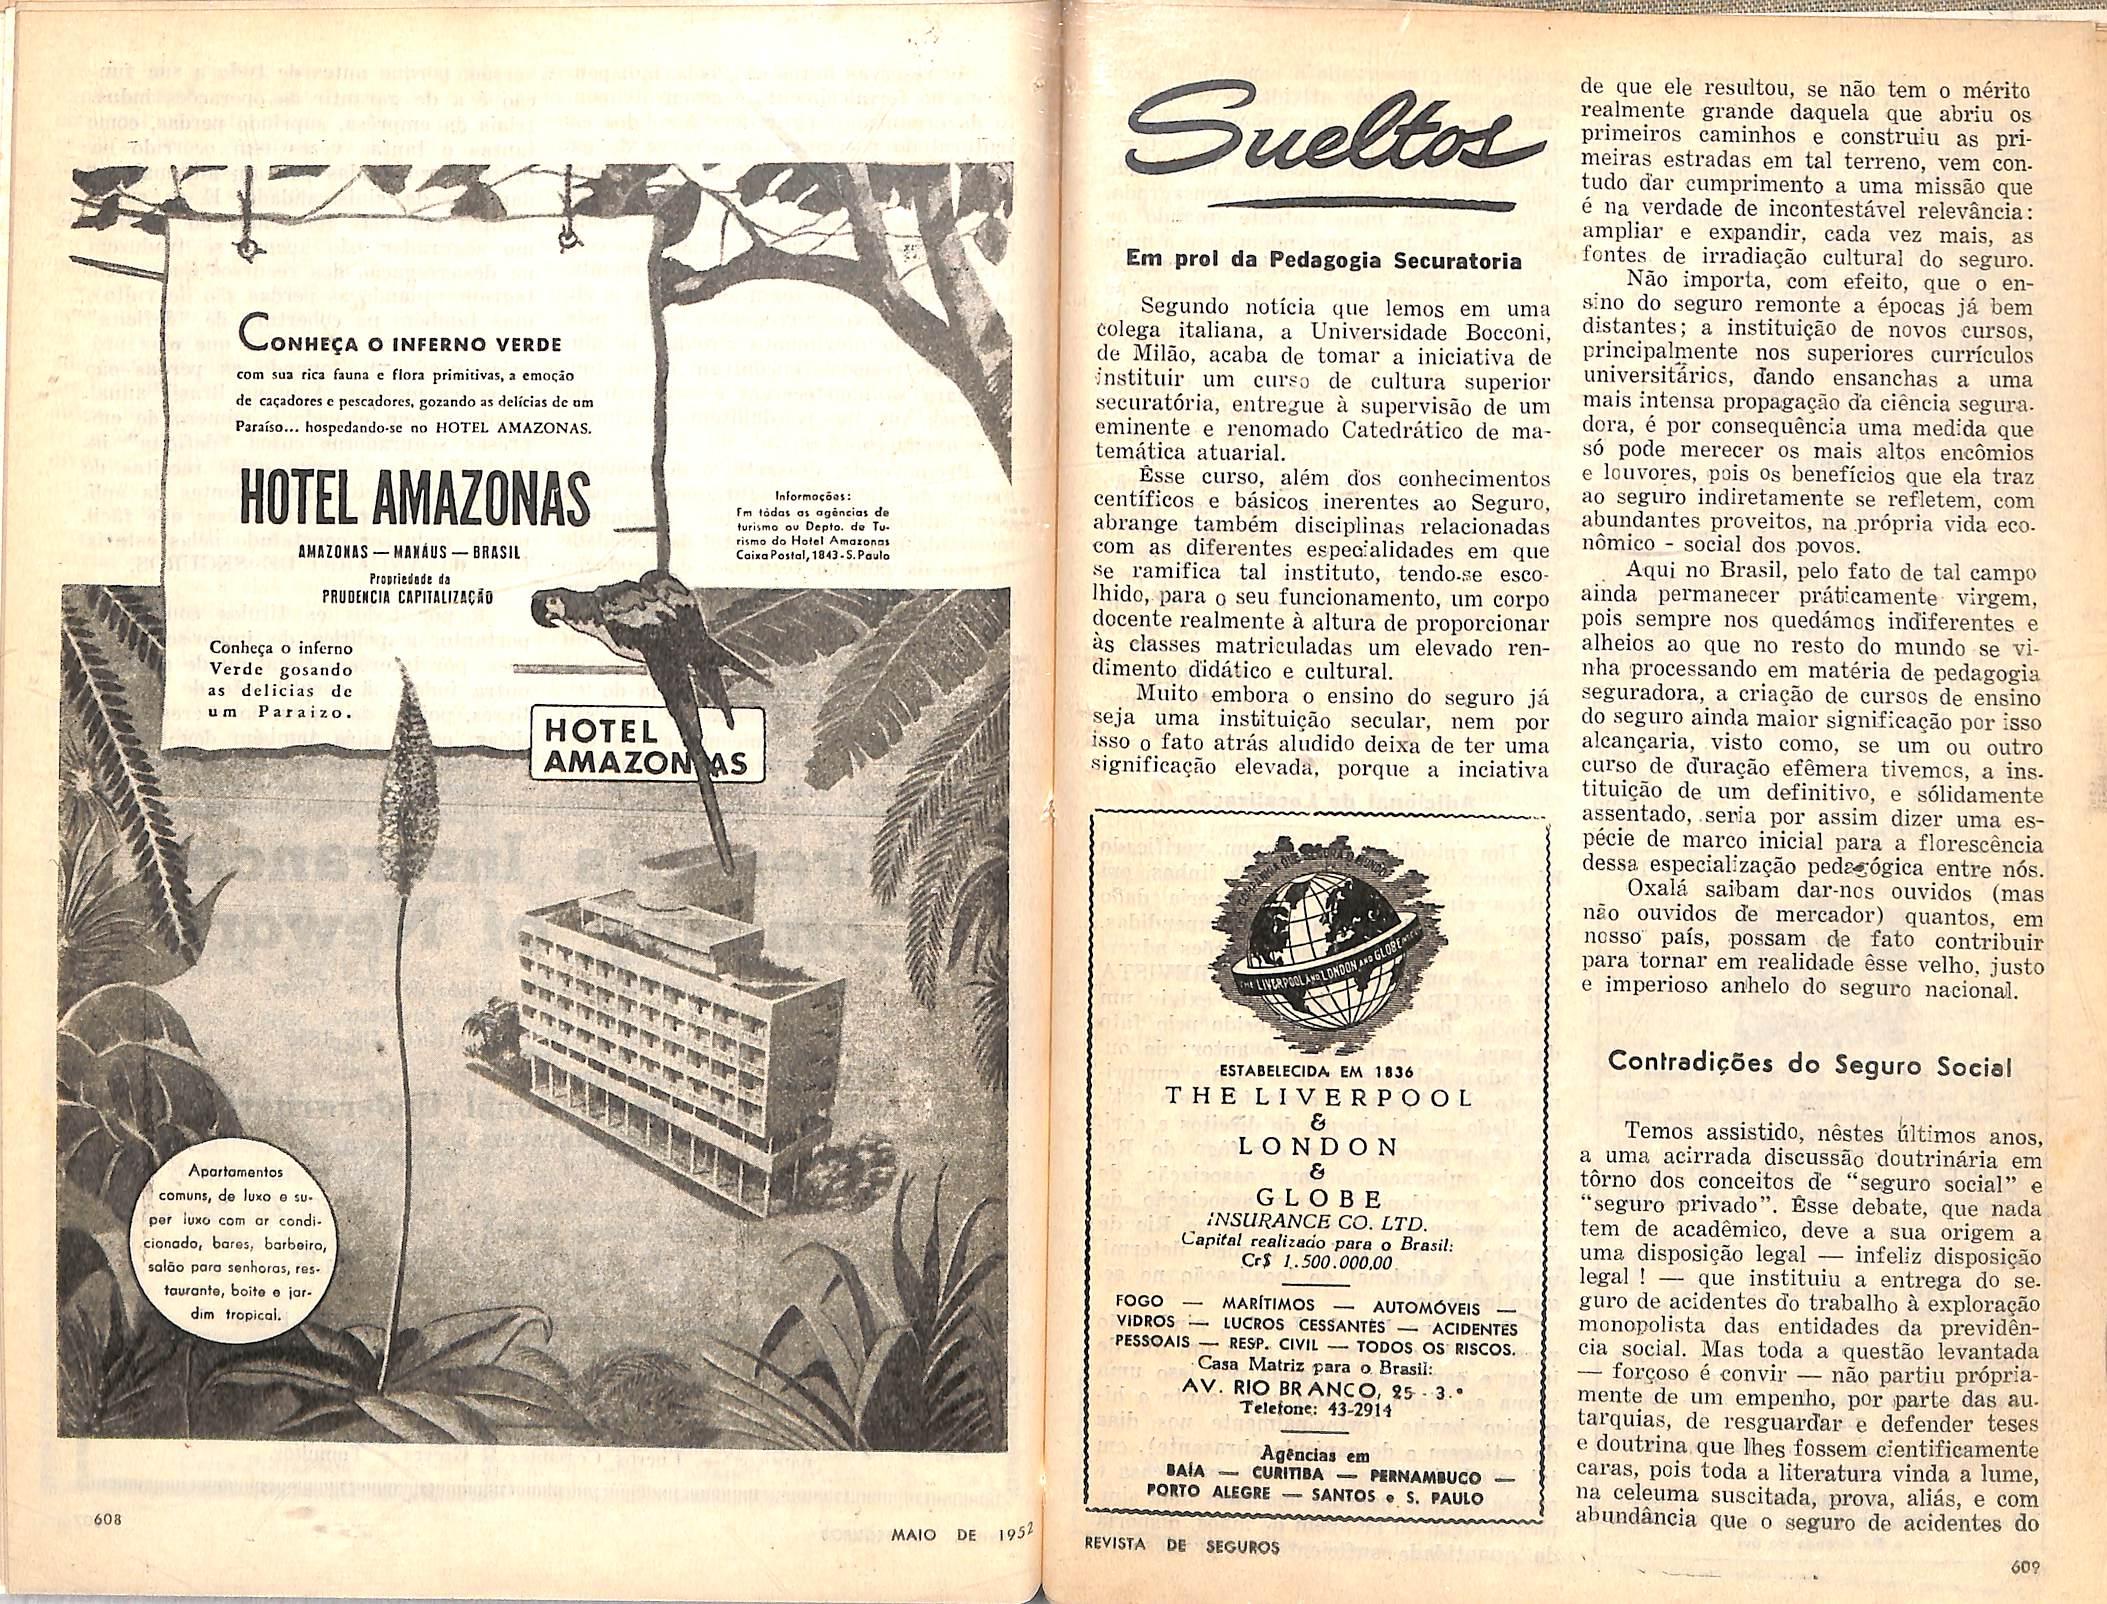 CONHEÇA O INFERNO VERDE
com sua rica fauna e flora primitivas, a emoção
de caçadores e pescadores, gozando as delícias de um
Paraíso... hospedando-se no HOTEL AMAZONAS.
HOTEL AMAZONAS
AMAZONAS — MANÁUS — BRASIL
Propriedade da
PRUDENCIA CAPITALIZAÇÃO
Informações:
Em tôdas as agências de
turismo ou Depto. de Tu-
rismo do Hotel Amazonas
Caixa Postal, 1843 - S. Paulo
Conheça o inferno
Verde gosando
as delicias de
um Paraizo.
HOTEL
AMAZONAS
Apartamentos
comuns, de luxo e su-
per luxo com ar condi-
cionado, bares, barbeiro,
salão para senhoras, res-
taurante, boite e jar-
dim tropical.
608
MAIO DE 1952
Sueltos
Em prol da Pedagogia Securatoria
Segundo notícia que lemos em uma
colega italiana, a Universidade Bocconi,
de Milão, acaba de tomar a iniciativa de
instituir um curso de cultura superior
securatória, entregue à supervisão de um
eminente e renomado Catedrático de ma-
temática atuarial.
Êsse curso, além dos conhecimentos
centíficos e básicos inerentes ao Seguro,
abrange também disciplinas relacionadas
com as diferentes especialidades em que
se ramifica tal instituto, tendo-se esco-
lhido, para o seu funcionamento, um corpo
docente realmente à altura de proporcionar
às classes matriculadas um elevado ren-
dimento didático e cultural.
Muito embora o ensino do seguro já
seja uma instituição secular, nem por
isso o fato atrás aludido deixa de ter uma
significação elevada, porque a inciativa
COMPANHIA QUE SEGURA O MUNDO
THE LIVERPOOL AND LONDON AND GLOBE
ESTABELECIDA EM 1836
THE LIVERPOOL
&
LONDON
&
GLOBE
INSURANCE CO. LTD.
Capital realizado para o Brasil:
Cr$ 1.500.000,00
FOGO — MARÍTIMOS — AUTOMÓVEIS —
VIDROS — LUCROS CESSANTES — ACIDENTES
PESSOAIS — RESP. CIVIL — TODOS OS RISCOS.
Casa Matriz para o Brasil:
AV. RIO BRANCO, 25 - 3.º
Telefone: 43-2914
Agências em
BAÍA — CURITIBA — PERNAMBUCO —
PORTO ALEGRE — SANTOS e S. PAULO
REVISTA DE SEGUROS
de que ele resultou, se não tem o mérito
realmente grande daquela que abriu os
primeiros caminhos e construiu as pri-
meiras estradas em tal terreno, vem con-
tudo dar cumprimento a uma missão que
é na verdade de incontestável relevância:
ampliar e expandir, cada vez mais, as
fontes de irradiação cultural do seguro.
Não importa, com efeito, que o en-
sino do seguro remonte a épocas já bem
distantes; a instituição de novos cursos,
principalmente nos superiores currículos
universitários, dando ensanchas a uma
mais intensa propagação da ciência segura-
dora, é por consequência uma medida que
só pode merecer os mais altos encômios
e louvores, pois os benefícios que ela traz
ao seguro indiretamente se refletem, com
abundantes proveitos, na própria vida eco-
nômico - social dos povos.
Aqui no Brasil, pelo fato de tal campo
ainda permanecer práticamente virgem,
pois sempre nos quedámos indiferentes e
alheios ao que no resto do mundo se vi-
nha processando em matéria de pedagogia
seguradora, a criação de cursos de ensino
do seguro ainda maior significação por isso
alcançaria, visto como, se um ou outro
curso de duração efêmera tivemos, a ins-
tituição de um definitivo, e sólidamente
assentado, seria por assim dizer uma es-
pécie de marco inicial para a florescência
dessa especialização pedagógica entre nós.
Oxalá saibam dar-nos ouvidos (mas
não ouvidos de mercador) quantos, em
nosso país, possam de fato contribuir
para tornar em realidade êsse velho, justo
e imperioso anhelo do seguro nacional.
Contradições do Seguro Social
Temos assistido, nêstes últimos anos,
a uma acirrada discussão doutrinária em
tôrno dos conceitos de “seguro social” e
“seguro privado”. Êsse debate, que nada
tem de acadêmico, deve a sua origem a
uma disposição legal — infeliz disposição
legal ! — que instituiu a entrega do se-
guro de acidentes do trabalho à exploração
monopolista das entidades da previdên-
cia social. Mas toda a questão levantada
— forçoso é convir — não partiu própria-
mente de um empenho, por parte das au-
tarquias, de resguardar e defender teses
e doutrina que lhes fossem cientificamente
caras, pois toda a literatura vinda a lume,
na celeuma suscitada, prova, aliás, e com
abundância que o seguro de acidentes do
609